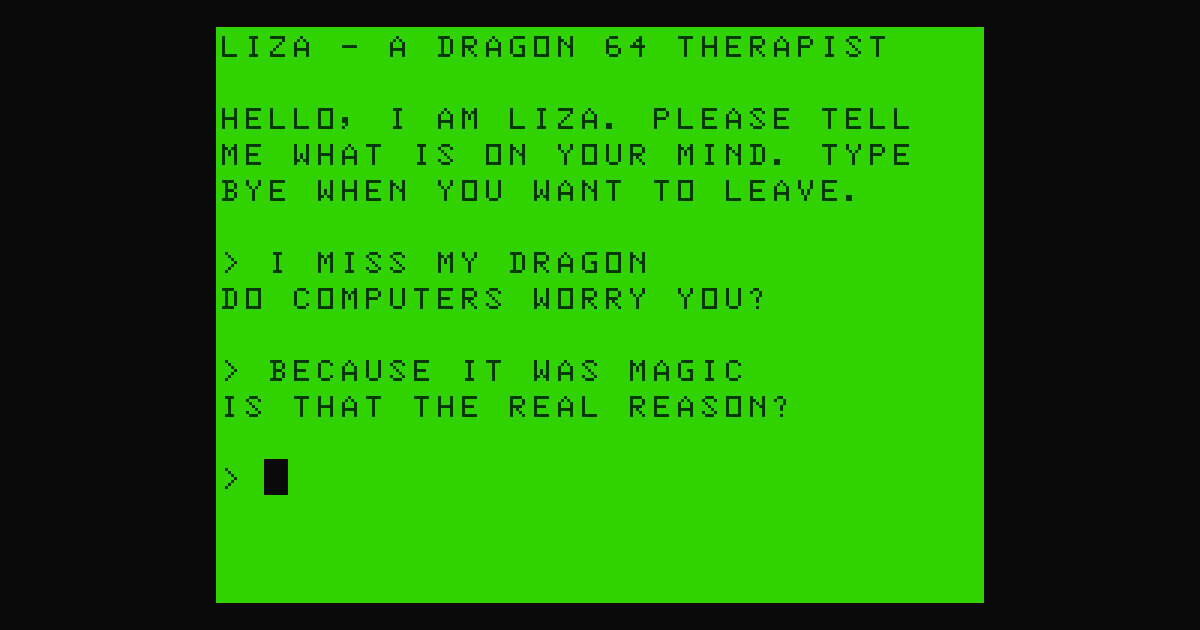 LIZA - A DRAGON 64 THERAPIST
HELLO, I AM LIZA. PLEASE TELL
ME WHAT IS ON YOUR MIND. TYPE
BYE WHEN YOU WANT TO LEAVE.
> I MISS MY DRAGON
DO COMPUTERS WORRY YOU?
> BECAUSE IT WAS MAGIC
IS THAT THE REAL REASON?
>